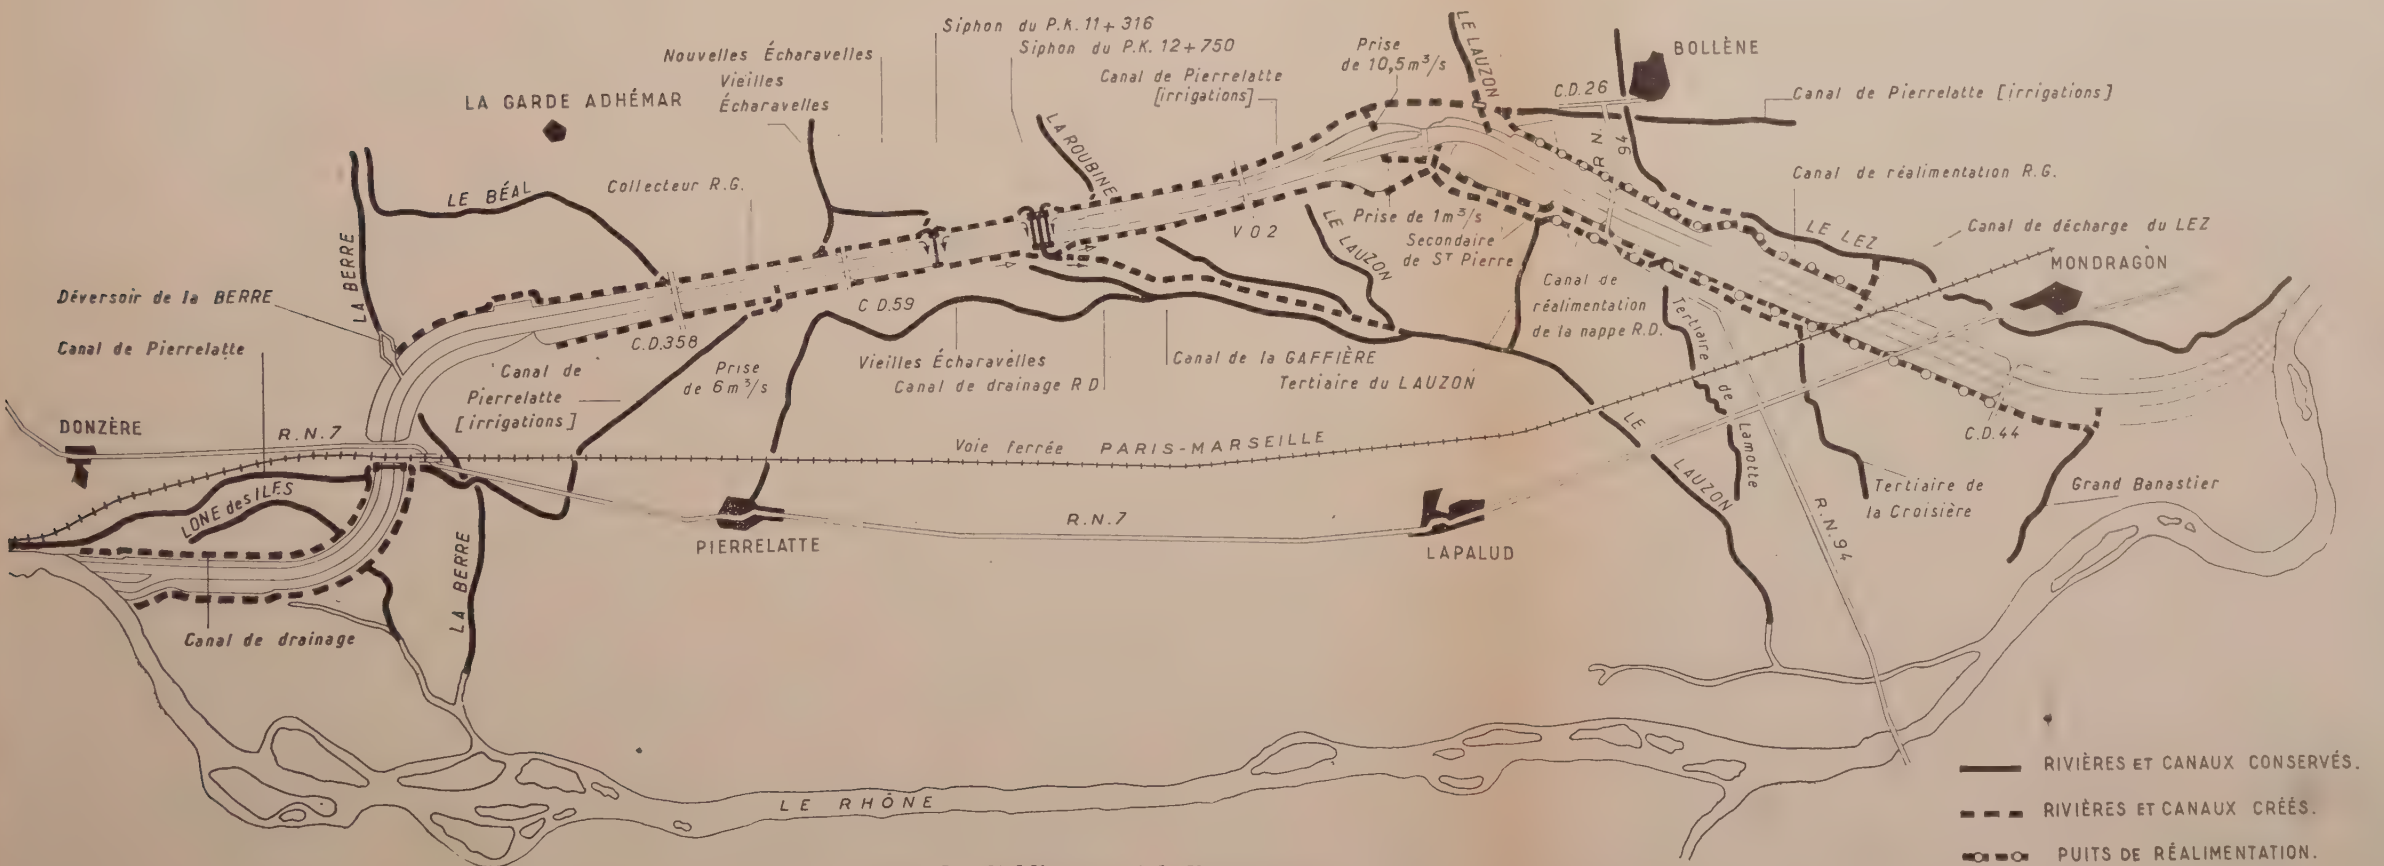 Siphon du P.K. 11+ 316
Siphon du P.K. 12+750
Nouvelles Écharavelles
Vieilles
Écharavelles
Canal de Pierrelatte
[irrigations]
Prise
de 10,5 m³/s
LE LAUZON
BOLLÈNE
C.D.26
Canal de Pierrelatte [irrigations]
LA GARDE ADHÉMAR
LA ROUBINE
R N
94
LE BÉAL
Collecteur R.G.
Canal de réalimentation R.G.
LA BERRE
LE LAUZON
Prise de 1m³/s
Secondaire
de ST Pierre
V 0 2
LE LEZ
Canal de décharge du LEZ
MONDRAGON
Déversoir de la BERRE
Canal de Pierrelatte
C D.59
C.D.358
Canal de
réalimentation
de la nappe R.D.
Tertiaire de Lamotte
Canal de
Pierrelatte
[irrigations]
Prise
de 6m³/s
Vieilles Écharavelles
Canal de drainage R D
Canal de la GAFFIÈRE
Tertiaire du LAUZON
DONZÈRE
R.N.7
Voie ferrée PARIS-MARSEILLE
LE
LAUZON
C.D.44
LONE des ILES
PIERRELATTE
R.N.7
LAPALUD
R.N.94
Tertiaire de
la Croisière
Grand Banastier
LA BERRE
Canal de drainage
LE RHÔNE
RIVIÈRES ET CANAUX CONSERVÉS.
RIVIÈRES ET CANAUX CRÉÉS.
PUITS DE RÉALIMENTATION.